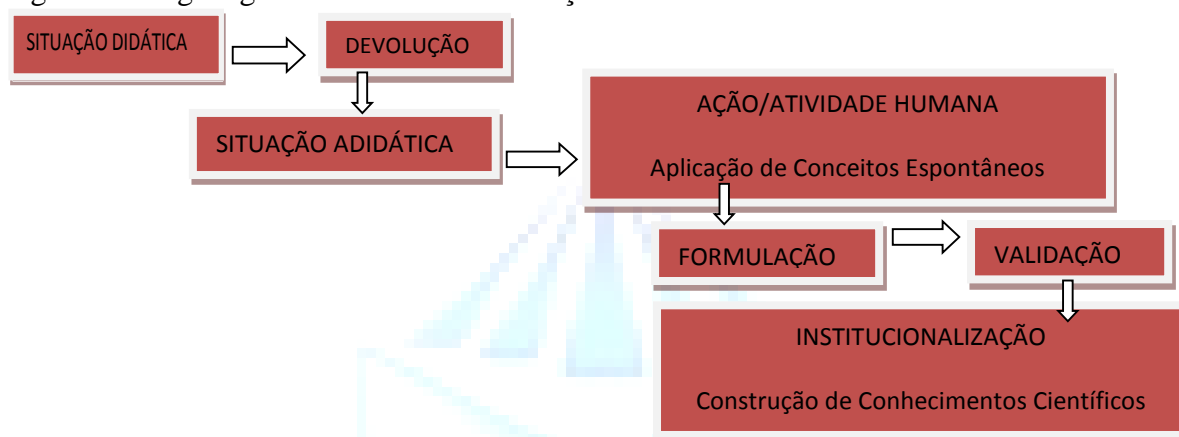 SITUAÇÃO DIDÁTICA
DEVOLUÇÃO
SITUAÇÃO ADIDÁTICA
AÇÃO/ATIVIDADE HUMANA
Aplicação de Conceitos Espontâneos
FORMULAÇÃO
VALIDAÇÃO
INSTITUCIONALIZAÇÃO
Construção de Conhecimentos Científicos